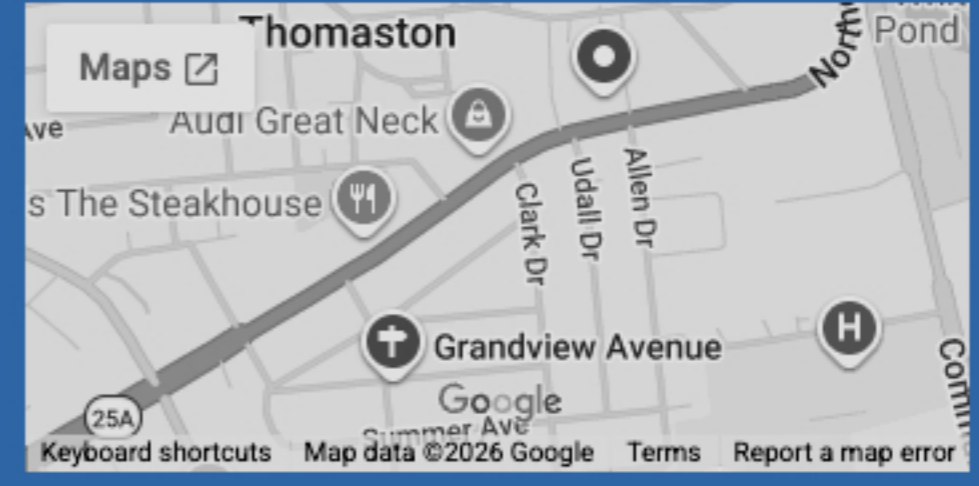 Thomaston
Pond
Maps
Audi Great Neck
Ave
s The Steakhouse
Clark Dr
Udall Dr
Allen Dr
H
Grandview Avenue
Google
25A
Summer Ave
Keyboard shortcuts
Map data ©2026 Google
Terms
Report a map error